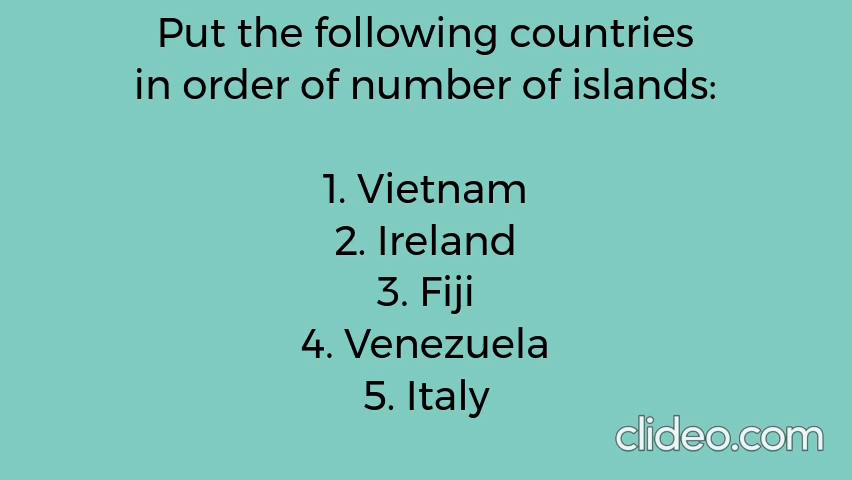 Put the following countries
in order of number of islands:
1. Vietnam
2. Ireland
3. Fiji
4. Venezuela
5. Italy
clideo.com